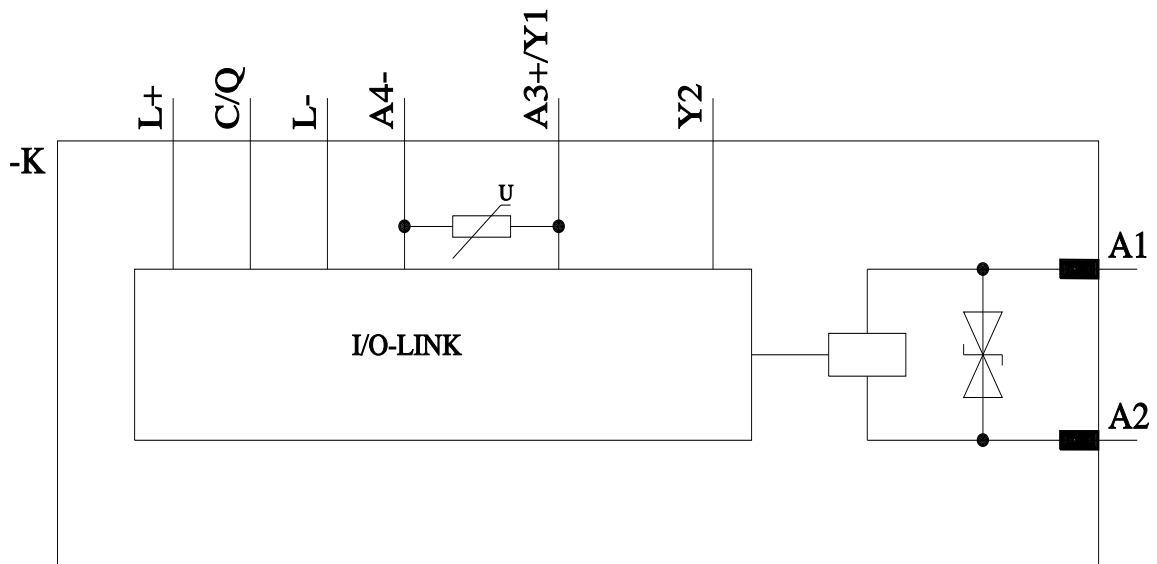 L+
C/Q
L-
A4-
A3+/Y1
Y2
-K
U
A1
I/O-LINK
A2